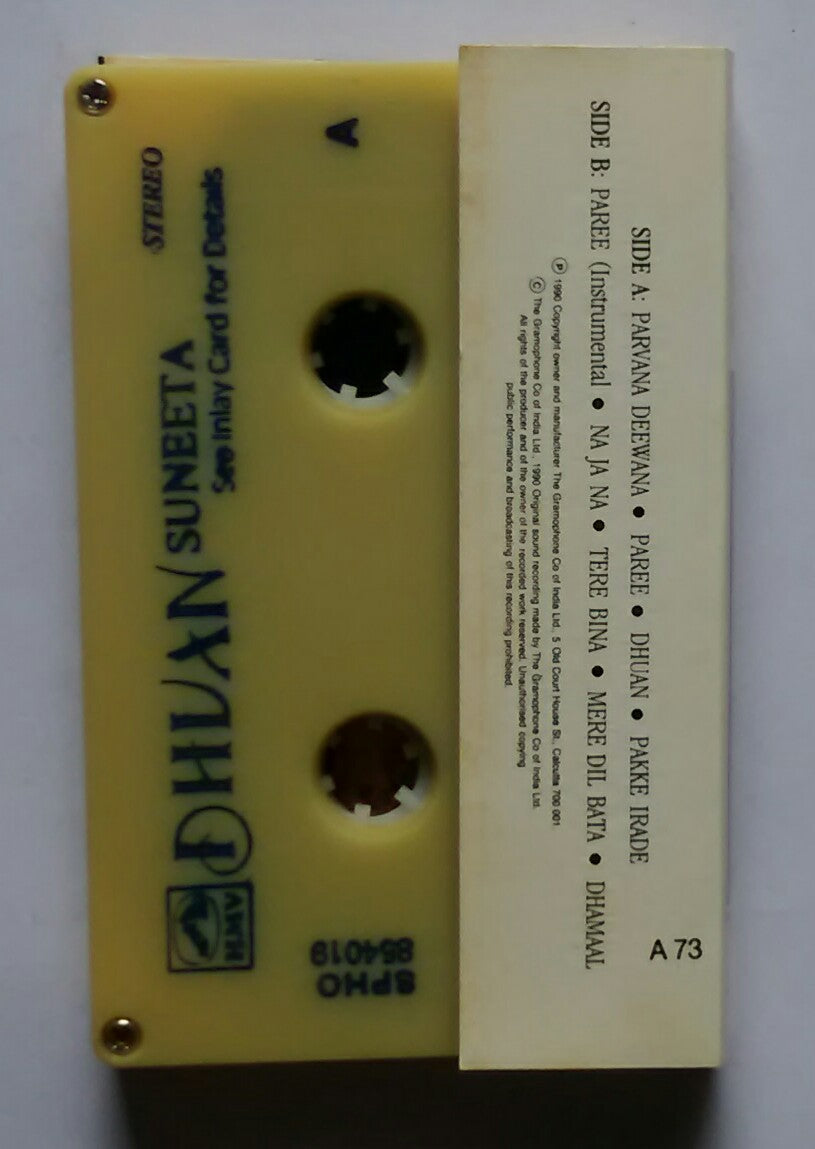 STEREO
A
DHUAN SUNEETA
See Inlay Card for Details
HMV
SPHO
854019
SIDE A: PARVANA DEEWANA ● PAREE ● DHUAN ● PAKKE IRADE
SIDE B: PAREE (Instrumental ● NA JA NA ● TERE BINA ● MERE DIL BATA ● DHAMAAL
Ⓟ 1990 Copyright owner and manufacturer The Gramophone Co of India Ltd., 5 Old Court House St., Calcutta 700 001
© The Gramophone Co of India Ltd., 1990 Original sound recording made by The Gramophone Co of India Ltd.
All rights of the producer and of the owner of the recorded work reserved. Unauthorised copying
public performance and broadcasting of this recording prohibited.
A 73